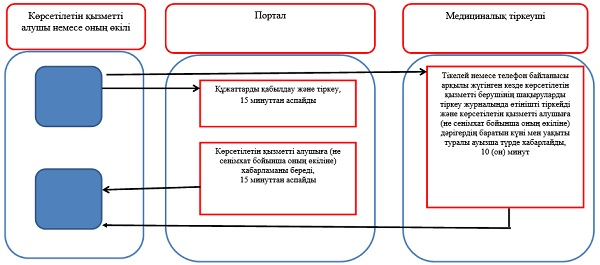 Көрсетілетін қызметті
алушы немесе оның өкілі
Портал
Медициналық тіркеуші
Құжаттарды қабылдау және тіркеу,
15 минуттан аспайды
Көрсетілетін қызметті алушыға (не
сенімхат бойынша оның өкіліне)
хабарламаны береді,
15 минуттан аспайды
Тікелей немесе телефон байланысы
арқылы жүгінген кезде көрсетілетін
қызметті берушінің шақыруларды
тіркеу журналында өтінішті тіркейді
және көрсетілетін қызметті алушыға
(не сенімхат бойынша оның өкіліне)
дәрігердің баратын күні мен уақыты
туралы ауызша түрде хабарлайды,
10 (он) минут